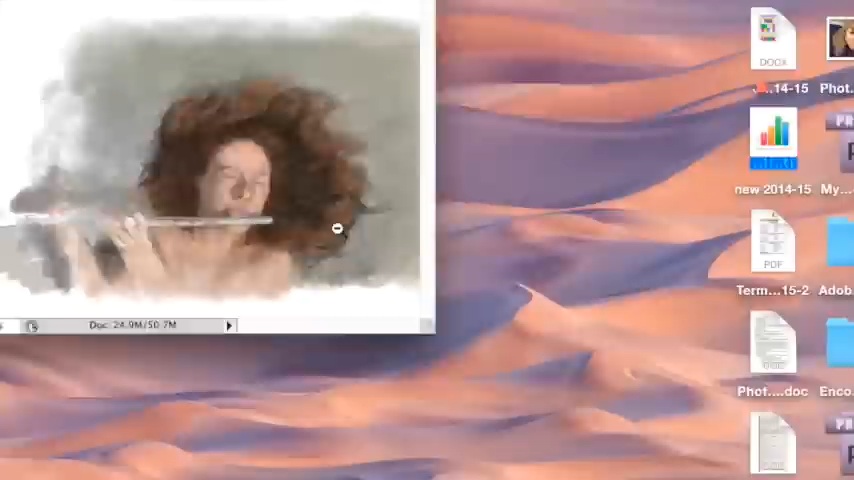 DOCX
...14-15
Phot.
new 2014-15
My...
PDF
Term...15-2
Adob.
Phot....doc
Enco.
Doc: 24.9M/50.7M